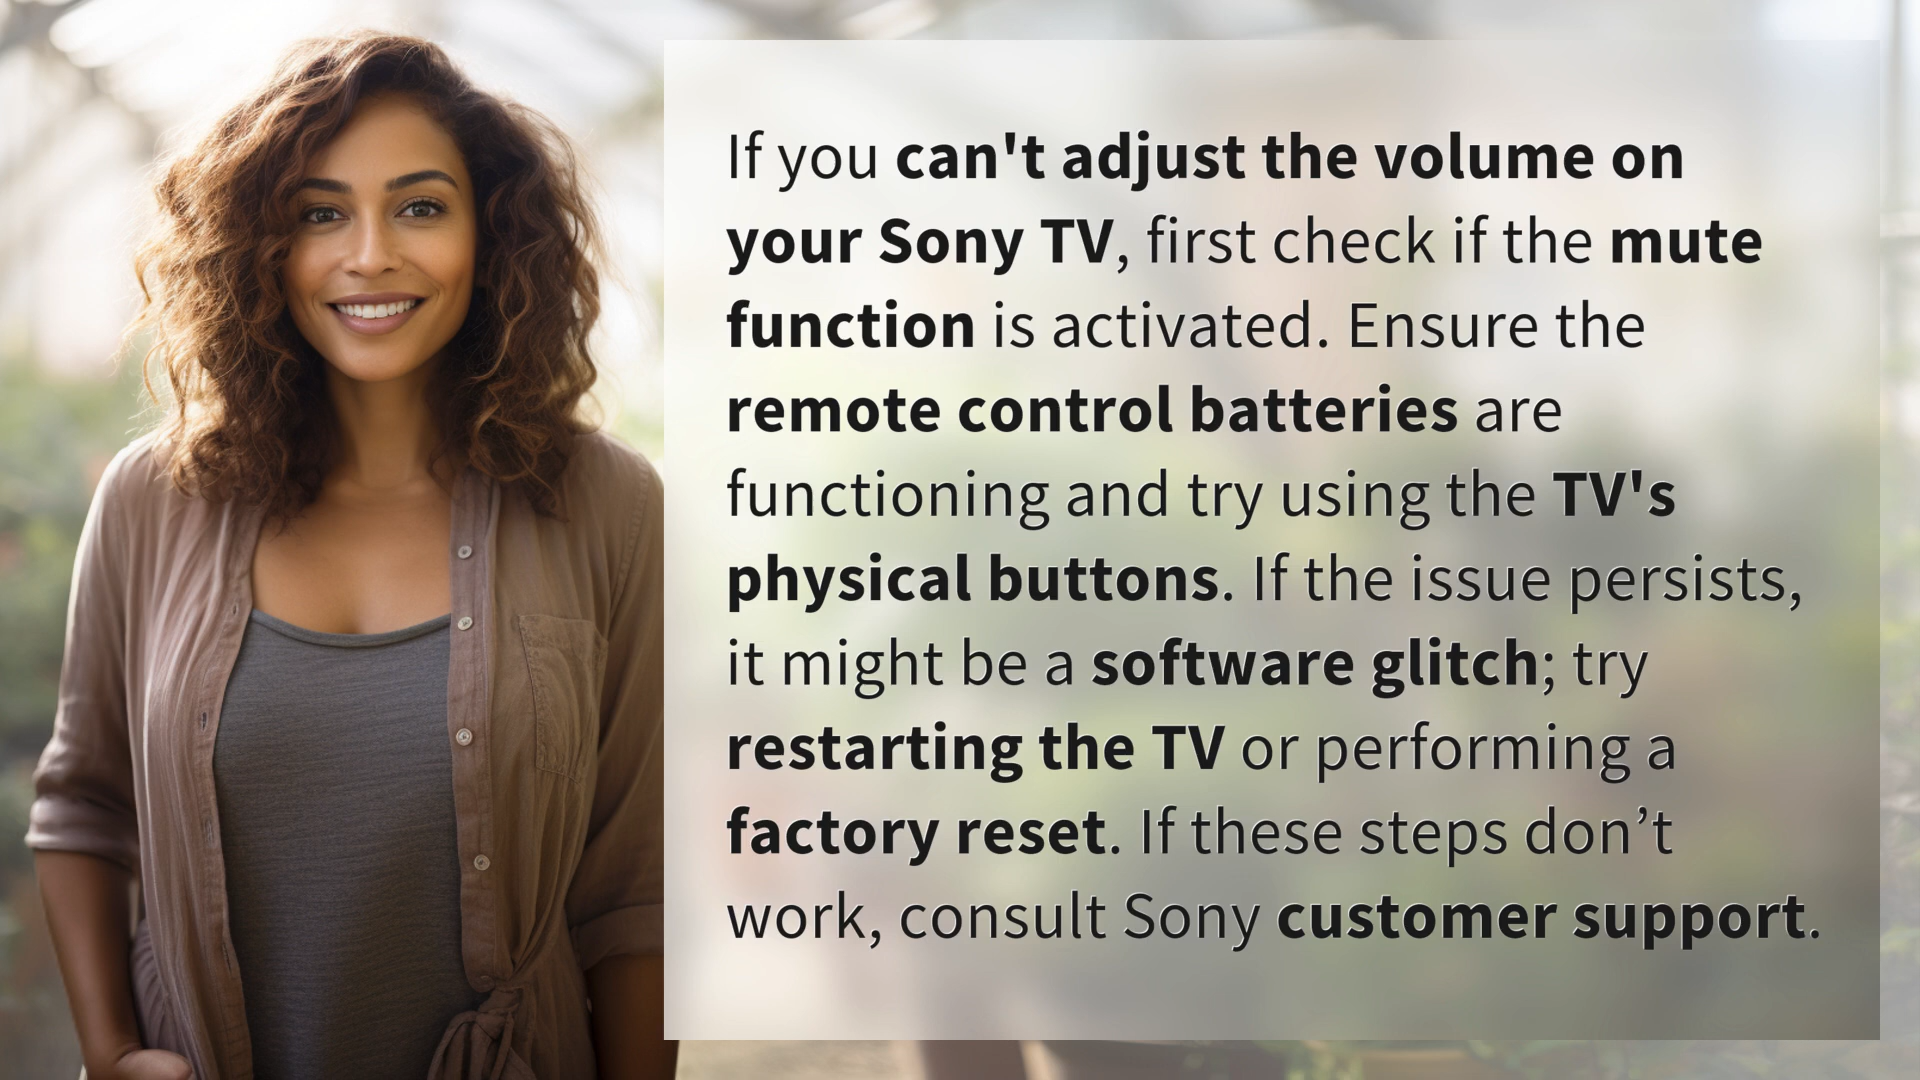 If you can't adjust the volume on
your Sony TV, first check if the mute
function is activated. Ensure the
remote control batteries are
functioning and try using the TV's
physical buttons. If the issue persists,
it might be a software glitch; try
restarting the TV or performing a
factory reset. If these steps don’t
work, consult Sony customer support.